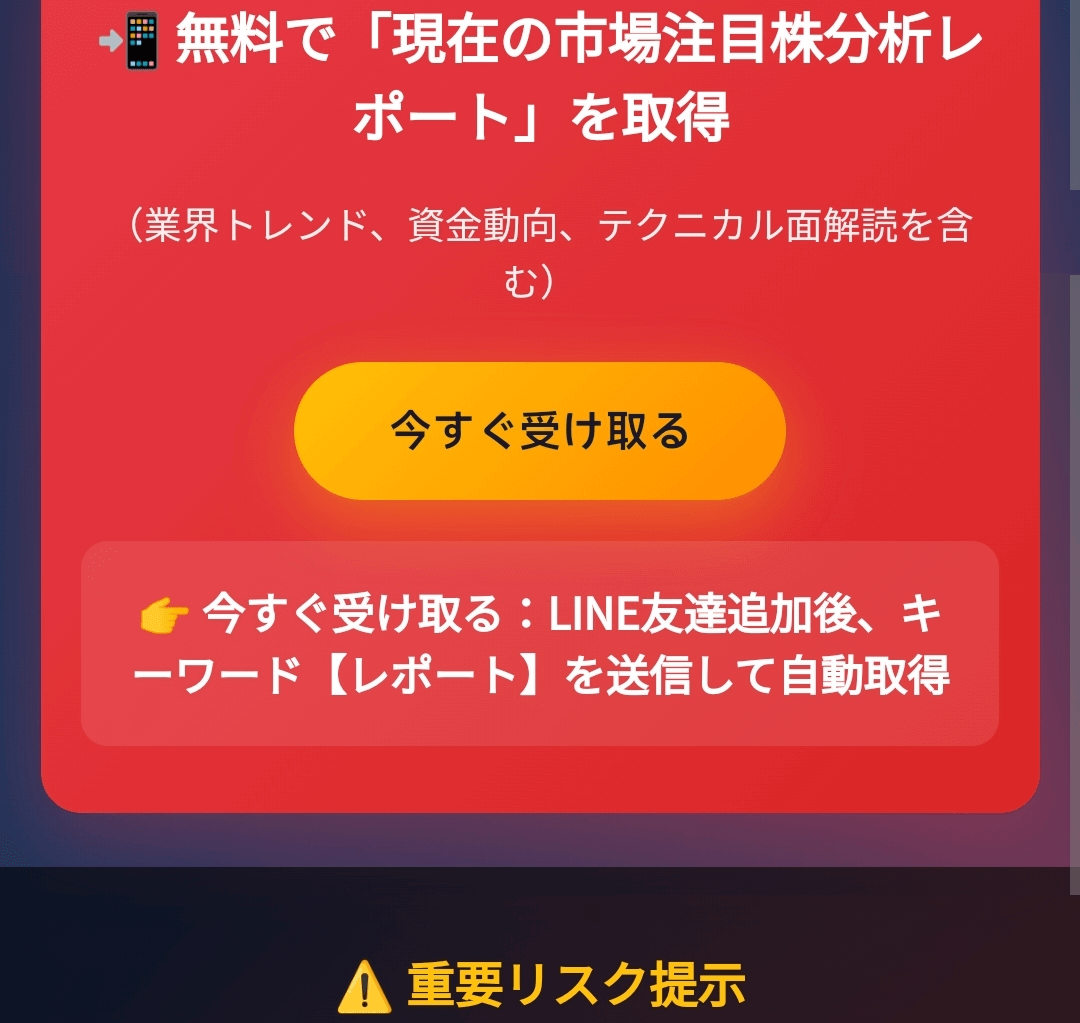 無料で「現在の市場注目株分析レ
ポート」を取得
（業界トレンド、資金動向、テクニカル面解読を含
む）
今すぐ受け取る
👉 今すぐ受け取る：LINE友達追加後、キ
ーワード【レポート】を送信して自動取得
⚠️ 重要リスク提示